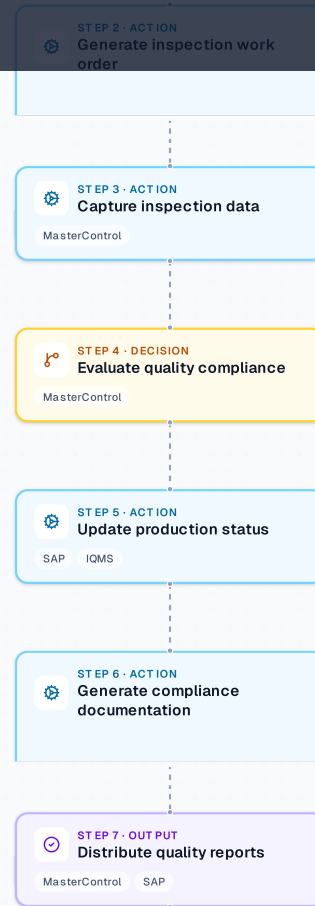 STEP 2 · ACTION
Generate inspection work
order
STEP 3 · ACTION
Capture inspection data
MasterControl
STEP 4 · DECISION
Evaluate quality compliance
MasterControl
STEP 5 · ACTION
Update production status
SAP IQMS
STEP 6 · ACTION
Generate compliance
documentation
STEP 7 · OUTPUT
Distribute quality reports
MasterControl SAP